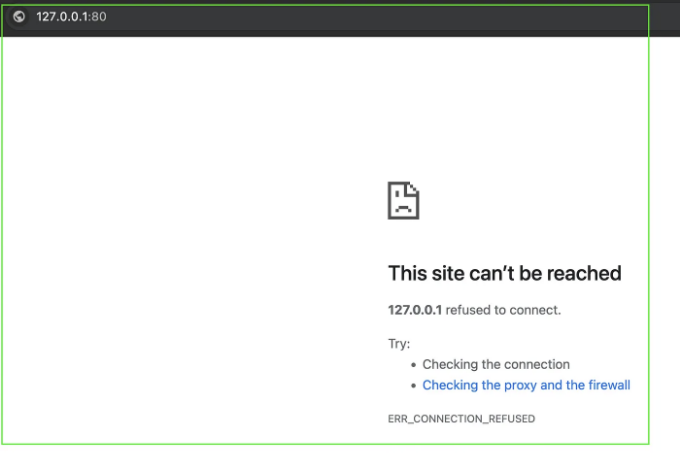 127.0.0.1:80
This site can’t be reached
127.0.0.1 refused to connect.
Try:
• Checking the connection
• Checking the proxy and the firewall
ERR_CONNECTION_REFUSED